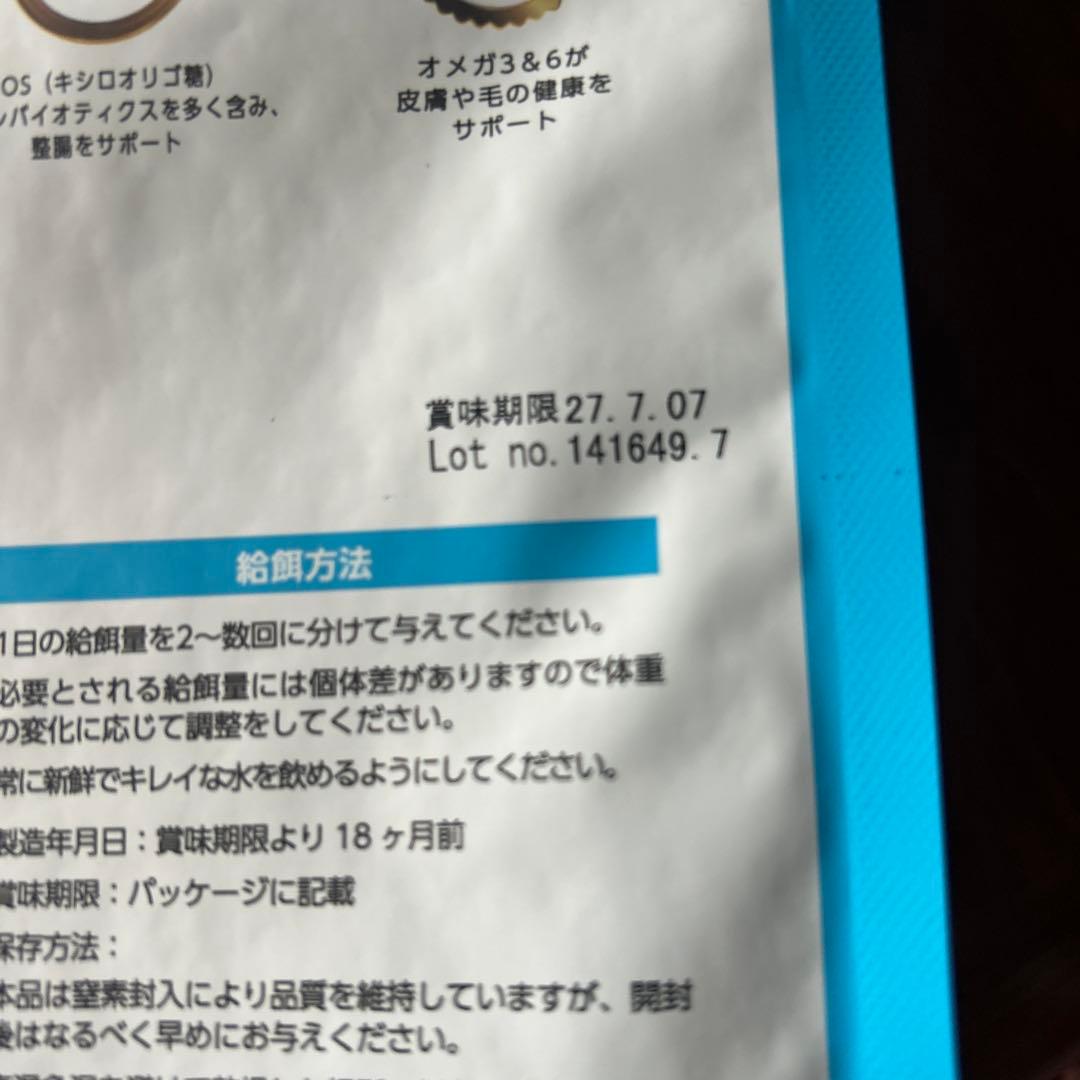 OS（キシロオリゴ糖）
バイオティクスを多く含み、
整腸をサポート
オメガ3＆6が
皮膚や毛の健康を
サポート
賞味期限27.7.07
Lot no.141649.7
給餌方法
1日の給餌量を2〜数回に分けて与えてください。
必要とされる給餌量には個体差がありますので体重
の変化に応じて調整をしてください。
常に新鮮でキレイな水を飲めるようにしてください。
製造年月日：賞味期限より 18 ヶ月前
賞味期限：パッケージに記載
保存方法：
本品は窒素封入により品質を維持していますが、開封
後はなるべく早めにお与えください。